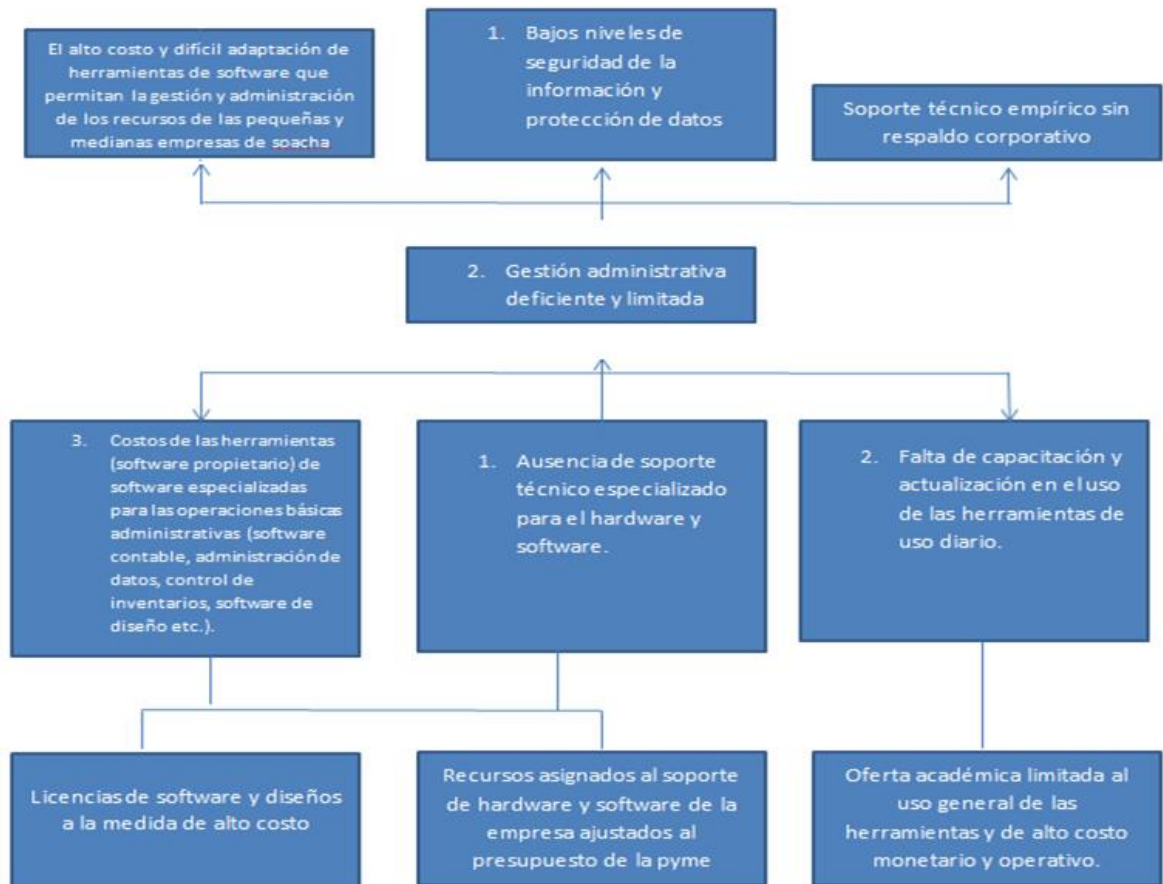 El alto costo y difícil adaptación de
herramientas de software que
permitan la gestión y administración
de los recursos de las pequeñas y
medianas empresas de soacha
1. Bajos niveles de
seguridad de la
información y
protección de datos
Soporte técnico empírico sin
respaldo corporativo
2. Gestión administrativa
deficiente y limitada
3. Costos de las herramientas
(software propietario) de
software especializadas
para las operaciones básicas
administrativas (software
contable, administración de
datos, control de
inventarios, software de
diseño etc.).
1. Ausencia de soporte
técnico especializado
para el hardware y
software.
2. Falta de capacitación y
actualización en el uso
de las herramientas de
uso diario.
Licencias de software y diseños
a la medida de alto costo
Recursos asignados al soporte
de hardware y software de la
empresa ajustados al
presupuesto de la pyme
Oferta académica limitada al
uso general de las
herramientas y de alto costo
monetario y operativo.